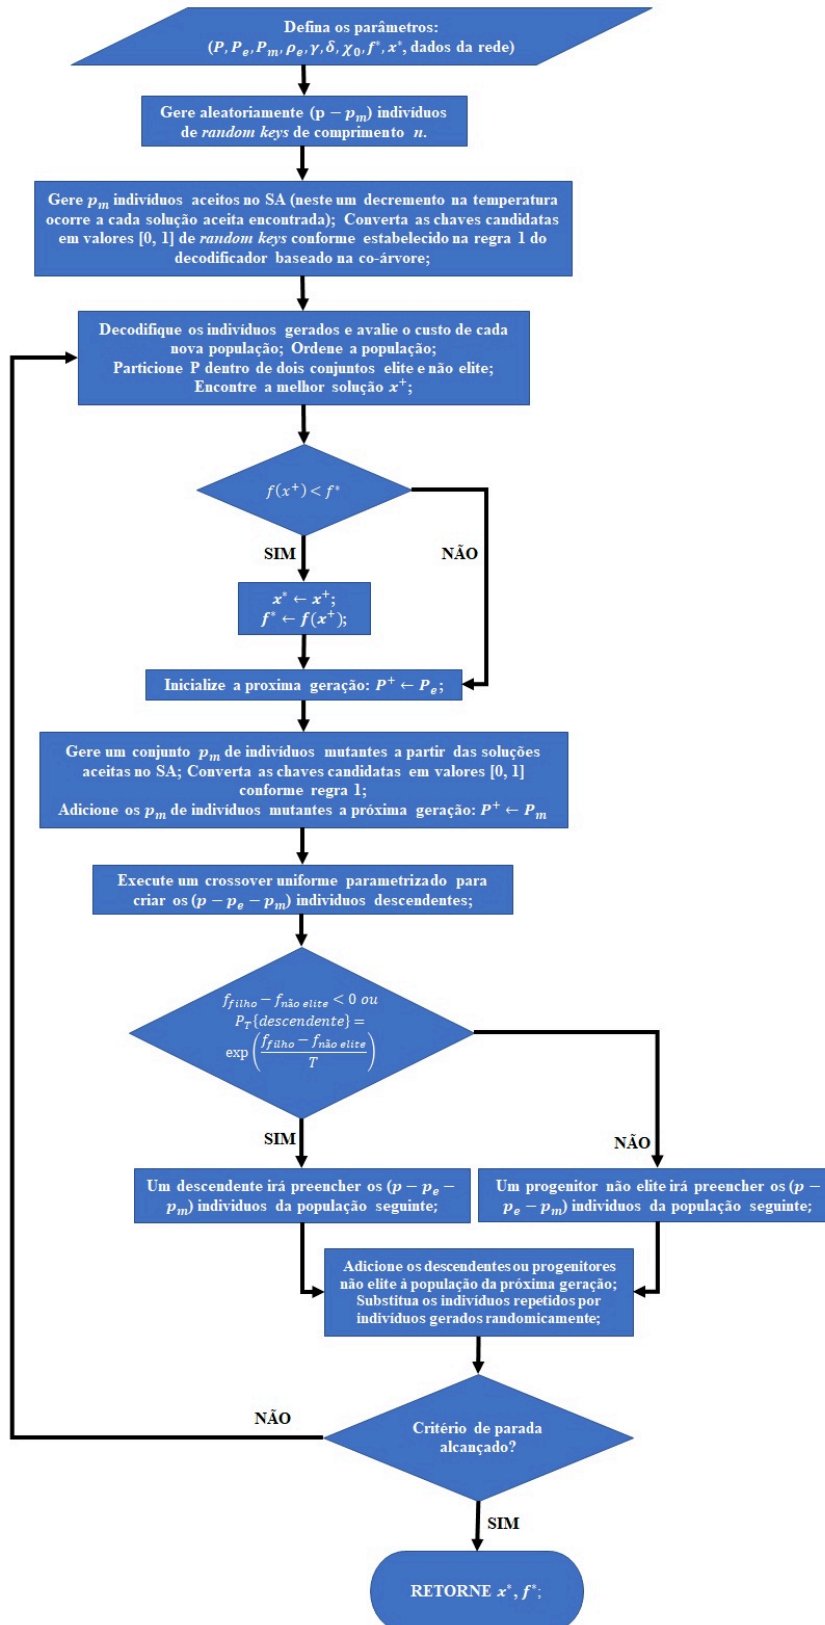 Defina os parâmetros:
(P, Pₑ, Pₘ, ρₑ, γ, δ, χ₀, f*, x*, dados da rede)
Gere aleatoriamente (p − pₘ) indivíduos
de random keys de comprimento n.
Gere pₘ indivíduos aceitos no SA (neste um decremento na temperatura
ocorre a cada solução aceita encontrada); Converta as chaves candidatas
em valores [0, 1] de random keys conforme estabelecido na regra 1 do
decodificador baseado na co-árvore;
Decodifique os indivíduos gerados e avalie o custo de cada
nova população; Ordene a população;
Particione P dentro de dois conjuntos elite e não elite;
Encontre a melhor solução x⁺;
f(x⁺) < f*
SIM
NÃO
x* ← x⁺;
f* ← f(x⁺);
Inicialize a proxima geração: P⁺ ← Pₑ;
Gere um conjunto pₘ de indivíduos mutantes a partir das soluções
aceitas no SA; Converta as chaves candidatas em valores [0, 1]
conforme regra 1;
Adicione os pₘ de indivíduos mutantes a próxima geração: P⁺ ← Pₘ
Execute um crossover uniforme parametrizado para
criar os (p − pₑ − pₘ) individuos descendentes;
f_filho − f_não elite < 0 ou
P_T{descendente} =
exp((f_filho − f_não elite)/T)
SIM
NÃO
Um descendente irá preencher os (p − pₑ −
pₘ) individuos da população seguinte;
Um progenitor não elite irá preencher os (p −
pₑ − pₘ) individuos da população seguinte;
Adicione os descendentes ou progenitores
não elite à população da próxima geração;
Substitua os indivíduos repetidos por
indivíduos gerados randomicamente;
NÃO
Critério de parada
alcançado?
SIM
RETORNE x*, f*;